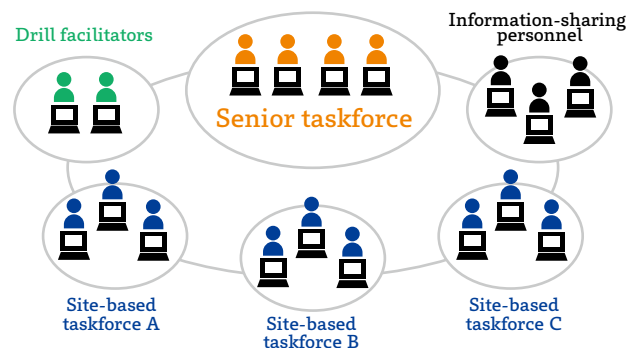 Drill facilitators
Information-sharing
personnel
Senior taskforce
Site-based
taskforce A
Site-based
taskforce B
Site-based
taskforce C